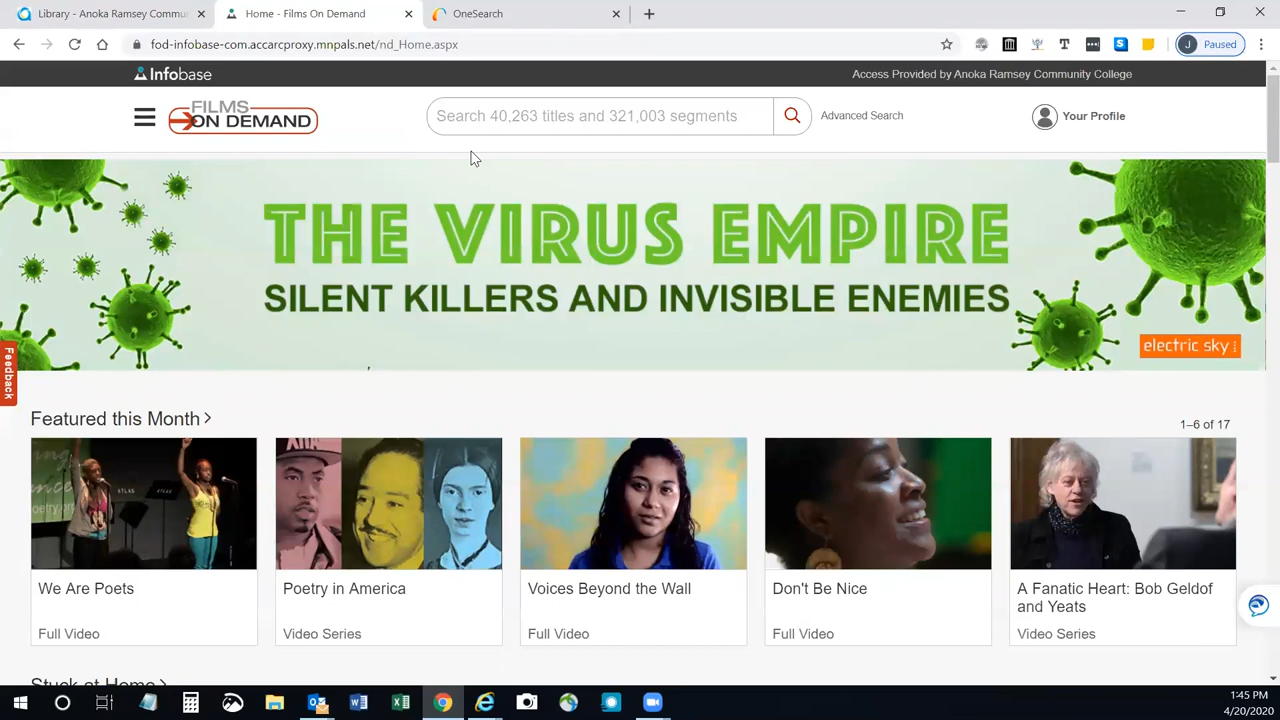 Library - Anoka Ramsey Commu
Home - Films On Demand
OneSearch
fod-infobase-com.accarcproxy.mnpals.net/nd_Home.aspx
J Paused
Infobase
Access Provided by Anoka Ramsey Community College
FILMS ON DEMAND
Search 40,263 titles and 321,003 segments
Advanced Search
Your Profile
THE VIRUS EMPIRE
SILENT KILLERS AND INVISIBLE ENEMIES
electric sky
Feedback
Featured this Month >
1–6 of 17
ATLAS
We Are Poets
Full Video
Poetry in America
Video Series
Voices Beyond the Wall
Full Video
Don't Be Nice
Full Video
A Fanatic Heart: Bob Geldof and Yeats
Video Series
Stuck at Home >
1:45 PM
4/20/2020